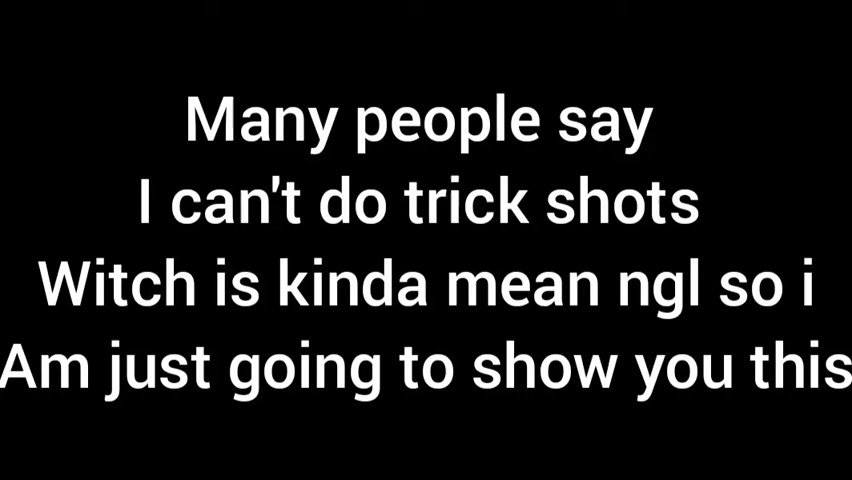 Many people say
I can't do trick shots
Witch is kinda mean ngl so i
Am just going to show you this